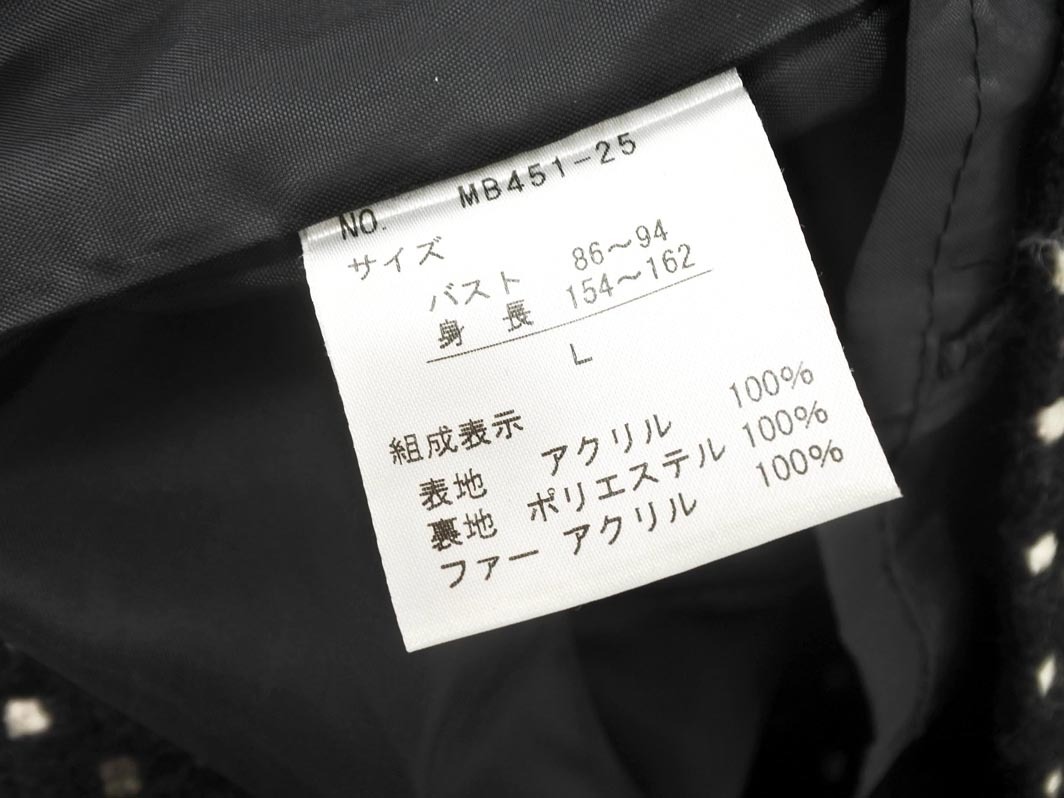 NO. MB451-25
サイズ
バスト 86～94
身長 154～162
L
組成表示
表地 アクリル 100%
裏地 ポリエステル 100%
ファー アクリル 100%